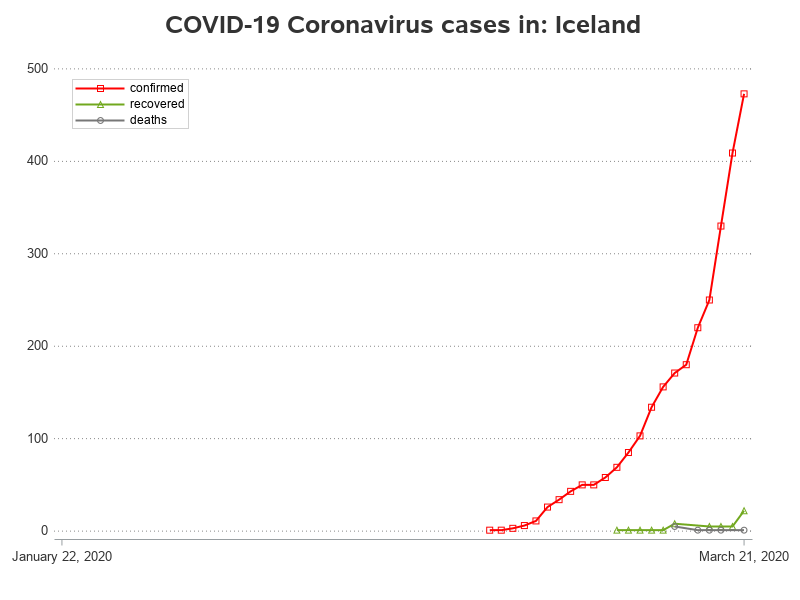 COVID-19 Coronavirus cases in: Iceland
500
confirmed
recovered
deaths
400
300
200
100
0
January 22, 2020
March 21, 2020